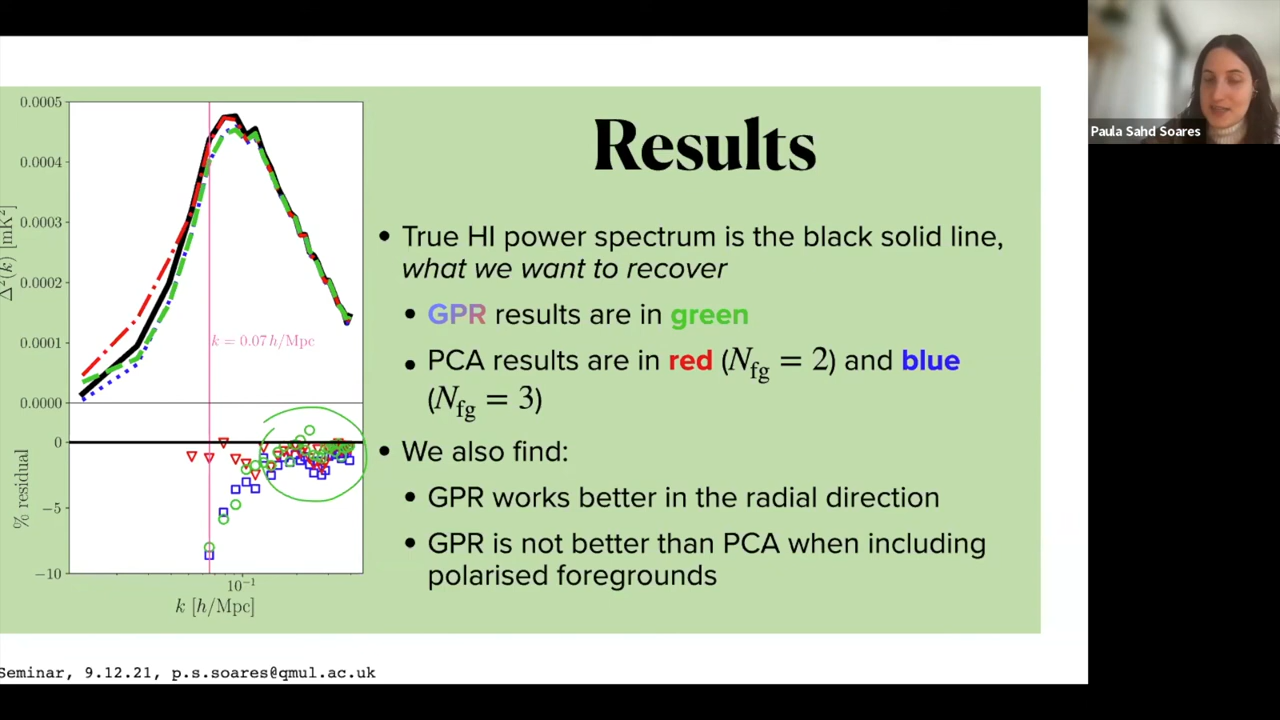 Paula Sahd Soares
Results
• True HI power spectrum is the black solid line,
what we want to recover
• GPR results are in green
• PCA results are in red (N_fg = 2) and blue
(N_fg = 3)
• We also find:
• GPR works better in the radial direction
• GPR is not better than PCA when including
polarised foregrounds
0.0005
0.0004
0.0003
0.0002
0.0001
0.0000
Δ²(k) [mK²]
k = 0.07 h/Mpc
0
−5
−10
% residual
10⁻¹
k [h/Mpc]
Seminar, 9.12.21, p.s.soares@qmul.ac.uk